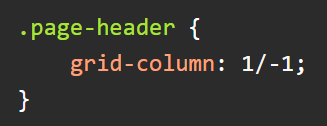 .page-header {
    grid-column: 1/-1;
}